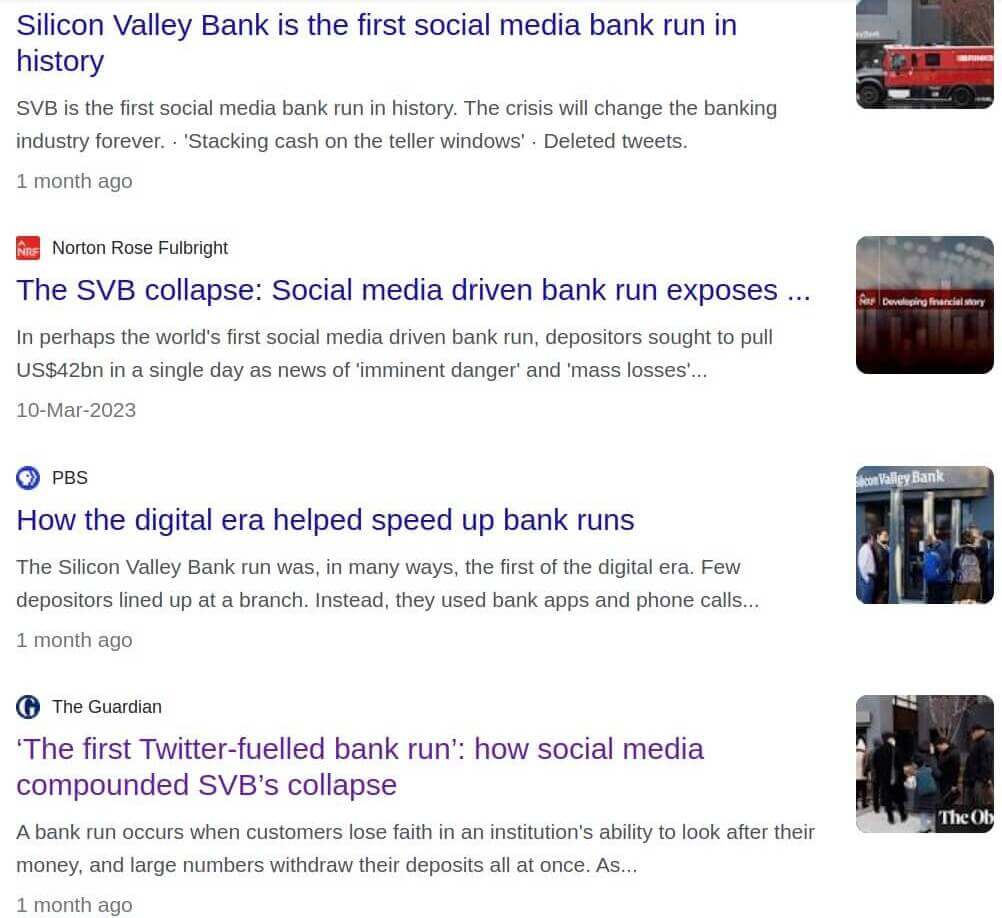 Silicon Valley Bank is the first social media bank run in
history
SVB is the first social media bank run in history. The crisis will change the banking
industry forever. · 'Stacking cash on the teller windows' · Deleted tweets.
1 month ago
NRF
Norton Rose Fulbright
The SVB collapse: Social media driven bank run exposes ...
In perhaps the world's first social media driven bank run, depositors sought to pull
US$42bn in a single day as news of 'imminent danger' and 'mass losses'...
10-Mar-2023
NRF Developing financial story
PBS
How the digital era helped speed up bank runs
The Silicon Valley Bank run was, in many ways, the first of the digital era. Few
depositors lined up at a branch. Instead, they used bank apps and phone calls...
1 month ago
Valley Bank
The Guardian
‘The first Twitter-fuelled bank run’: how social media
compounded SVB’s collapse
A bank run occurs when customers lose faith in an institution's ability to look after their
money, and large numbers withdraw their deposits all at once. As...
1 month ago
The Ob